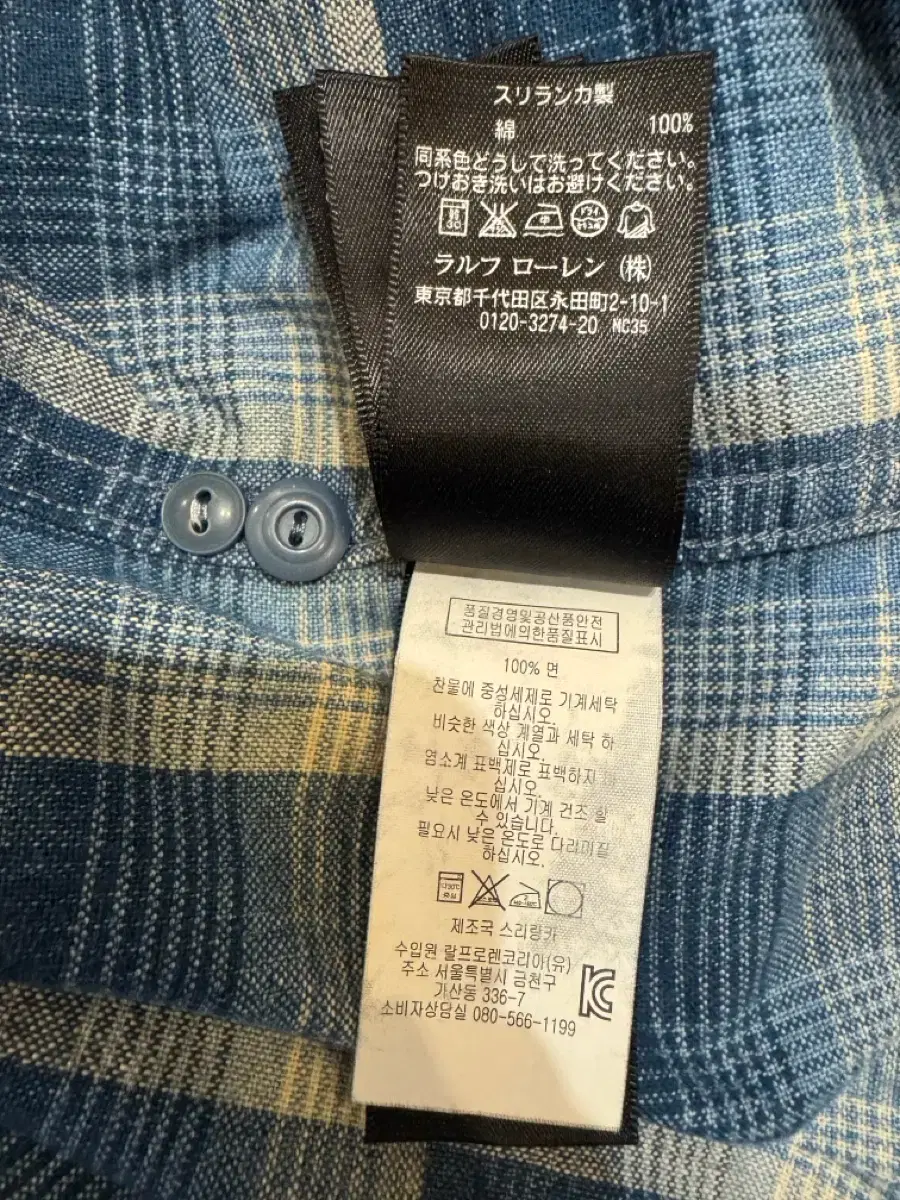 スリランカ製
綿 100%
同系色どうしで洗ってください。
つけおき洗いはお避けください。
ラルフ ローレン (株)
東京都千代田区永田町2-10-1
0120-3274-20 MC35
품질경영및공산품안전
관리법에의한품질표시
100% 면
찬물에 중성세제로 기계세탁
하십시오.
비슷한 색상 계열과 세탁 하
십시오.
염소계 표백제로 표백하지
십시오.
낮은 온도에서 기계 건조 할
수 있습니다.
필요시 낮은 온도로 다리미질
하십시오.
제조국 스리랑카
수입원 랄프로렌코리아(유)
주소 서울특별시 금천구
가산동 336-7
소비자상담실 080-566-1199